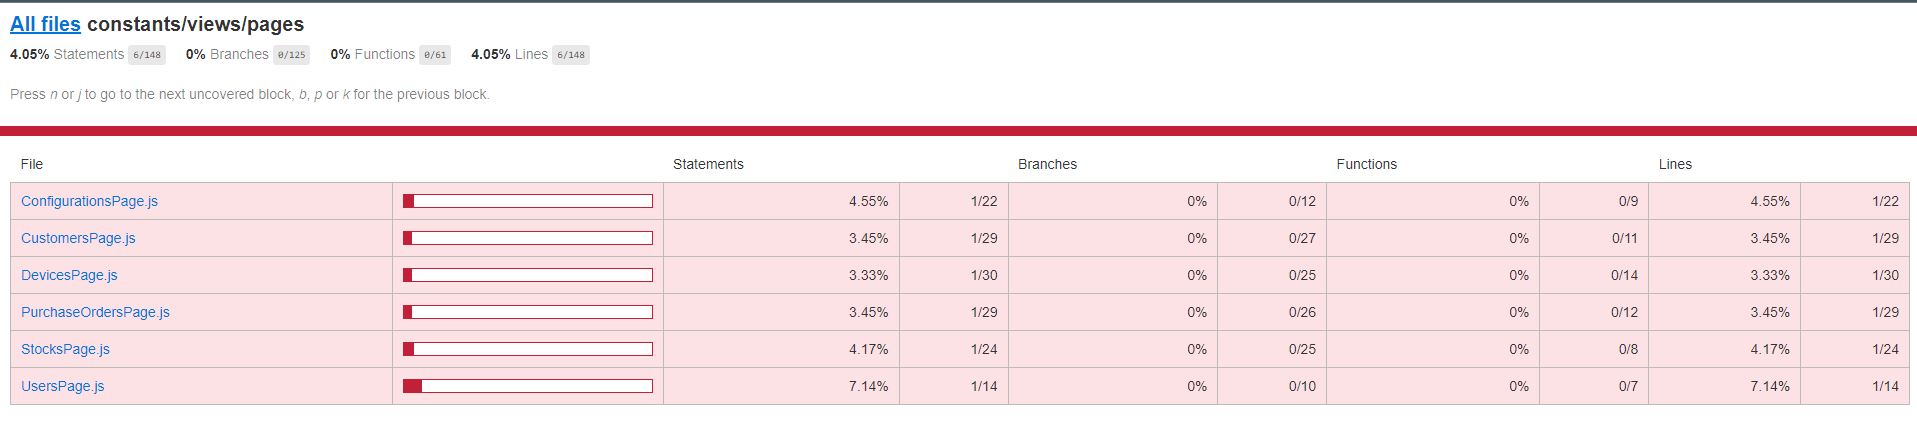 All files constants/views/pages
4.05% Statements 6/148 0% Branches 0/125 0% Functions 0/61 4.05% Lines 6/148
Press n or j to go to the next uncovered block, b, p or k for the previous block.
File Statements Branches Functions Lines
ConfigurationsPage.js 4.55% 1/22 0% 0/12 0% 0/9 4.55% 1/22
CustomersPage.js 3.45% 1/29 0% 0/27 0% 0/11 3.45% 1/29
DevicesPage.js 3.33% 1/30 0% 0/25 0% 0/14 3.33% 1/30
PurchaseOrdersPage.js 3.45% 1/29 0% 0/26 0% 0/12 3.45% 1/29
StocksPage.js 4.17% 1/24 0% 0/25 0% 0/8 4.17% 1/24
UsersPage.js 7.14% 1/14 0% 0/10 0% 0/7 7.14% 1/14